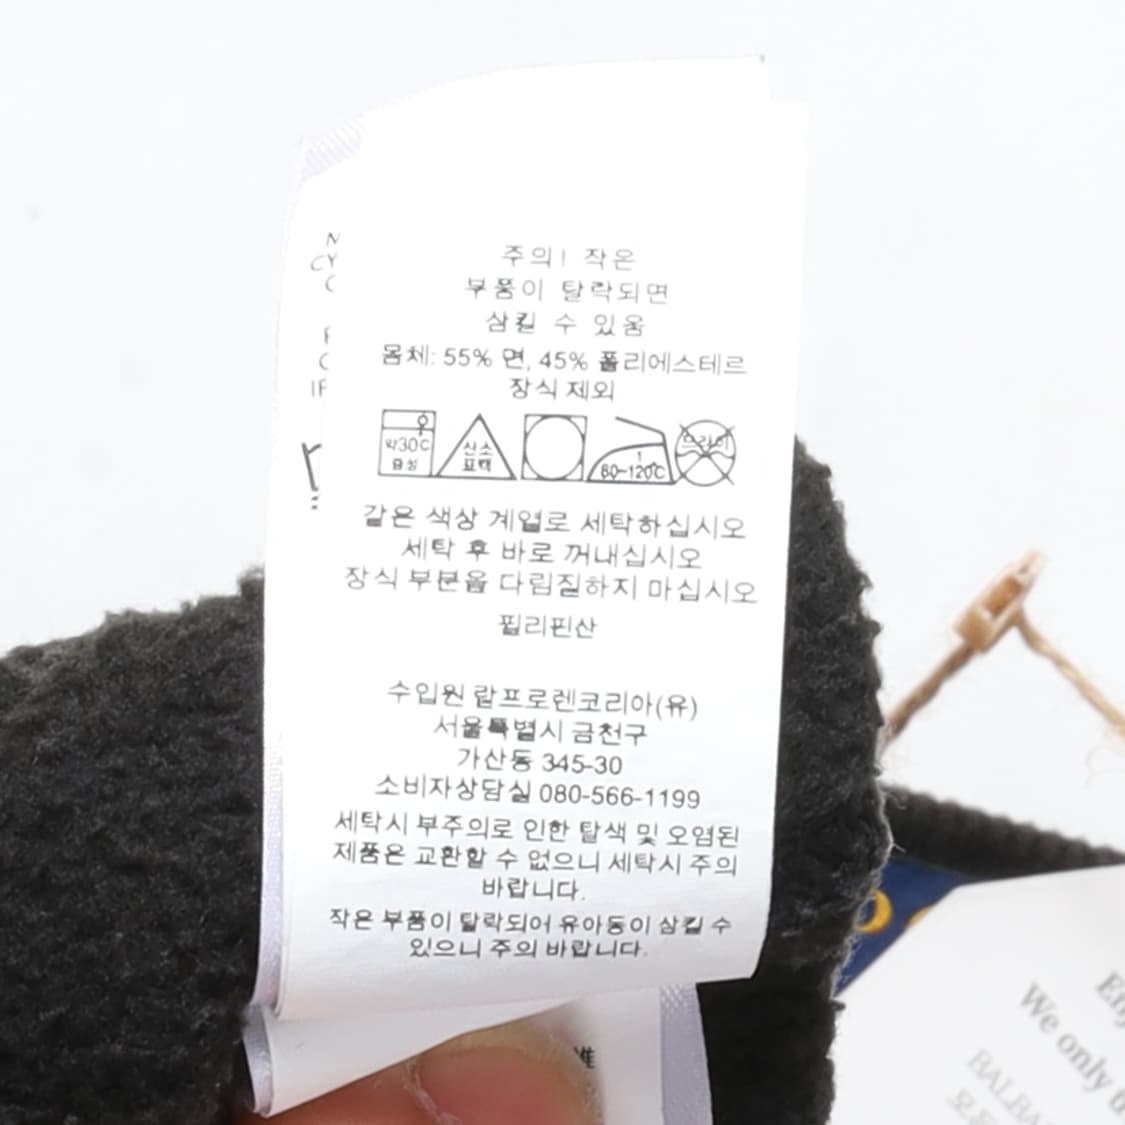 주의! 작은
부품이 탈락되면
삼킬 수 있움
몸체: 55% 면, 45% 폴리에스테르
장식 제외
약30℃
중성
산소
표백
80~120℃
드라이
같은 색상 계열로 세탁하십시오
세탁 후 바로 꺼내십시오
장식 부분을 다림질하지 마십시오
필리핀산
수입원 랄프로렌코리아(유)
서울특별시 금천구
가산동 345-30
소비자상담실 080-566-1199
세탁시 부주의로 인한 탈색 및 오염된
제품은 교환할 수 없으니 세탁시 주의
바랍니다.
작은 부품이 탈락되어 유아동이 삼킬 수
있으니 주의 바랍니다.
We only